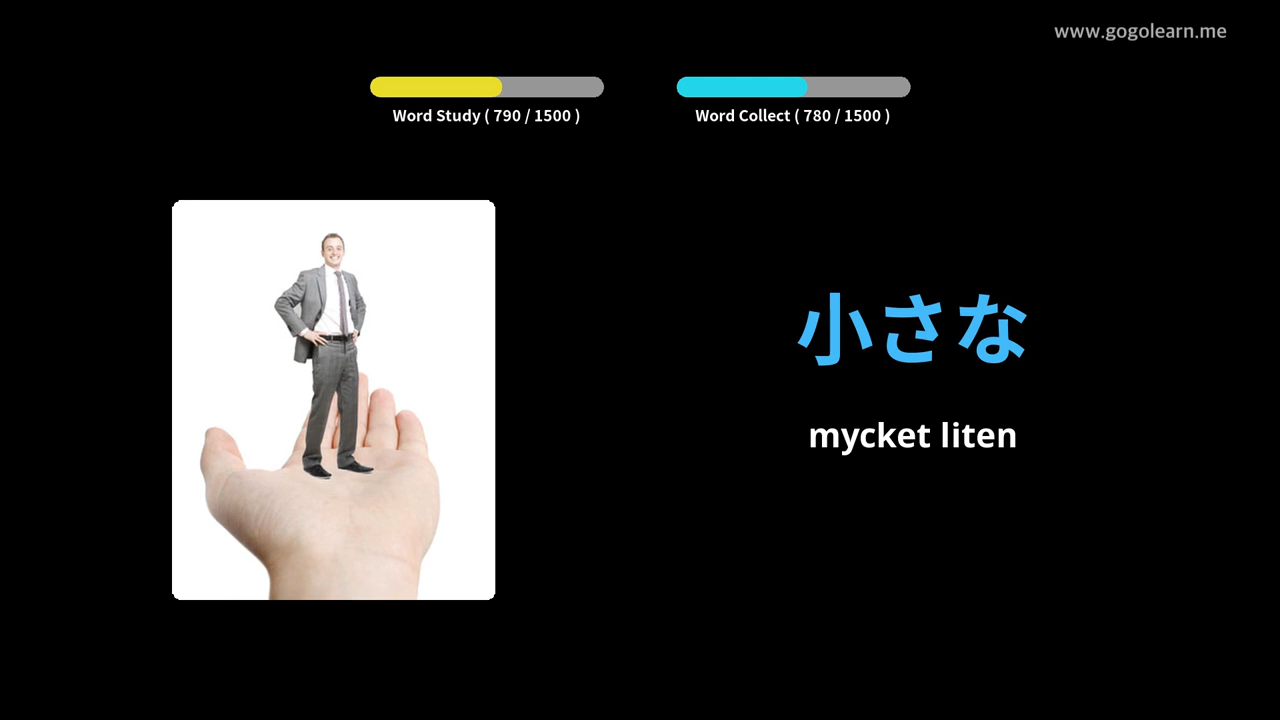 www.gogolearn.me
Word Study ( 790 / 1500 )
Word Collect ( 780 / 1500 )
小さな
mycket liten